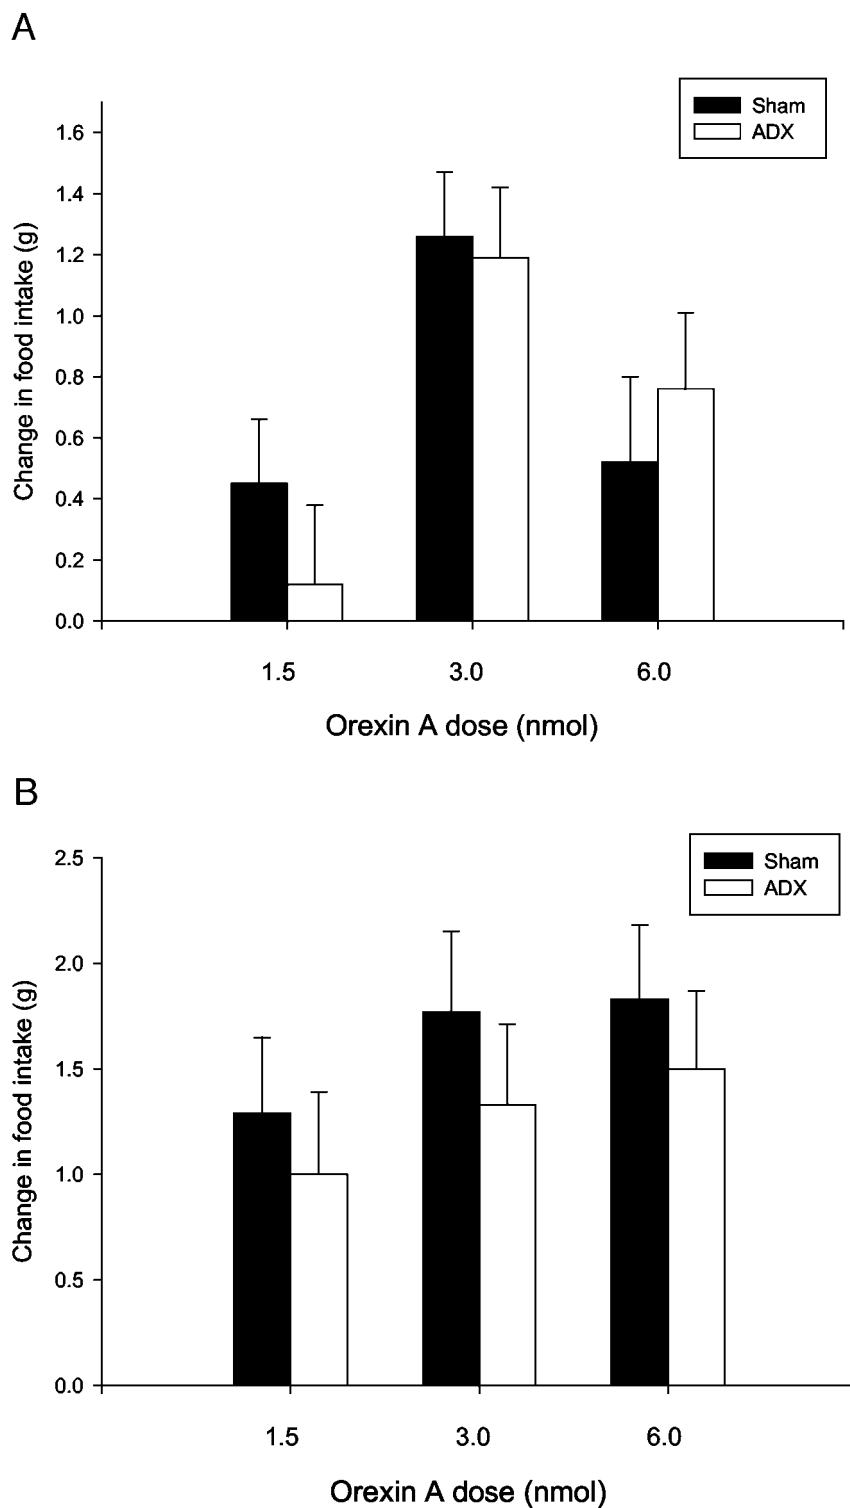 A
Sham
ADX
Change in food intake (g)
1.6
1.4
1.2
1.0
0.8
0.6
0.4
0.2
0.0
1.5 3.0 6.0
Orexin A dose (nmol)
B
Sham
ADX
Change in food intake (g)
2.5
2.0
1.5
1.0
0.5
0.0
1.5 3.0 6.0
Orexin A dose (nmol)